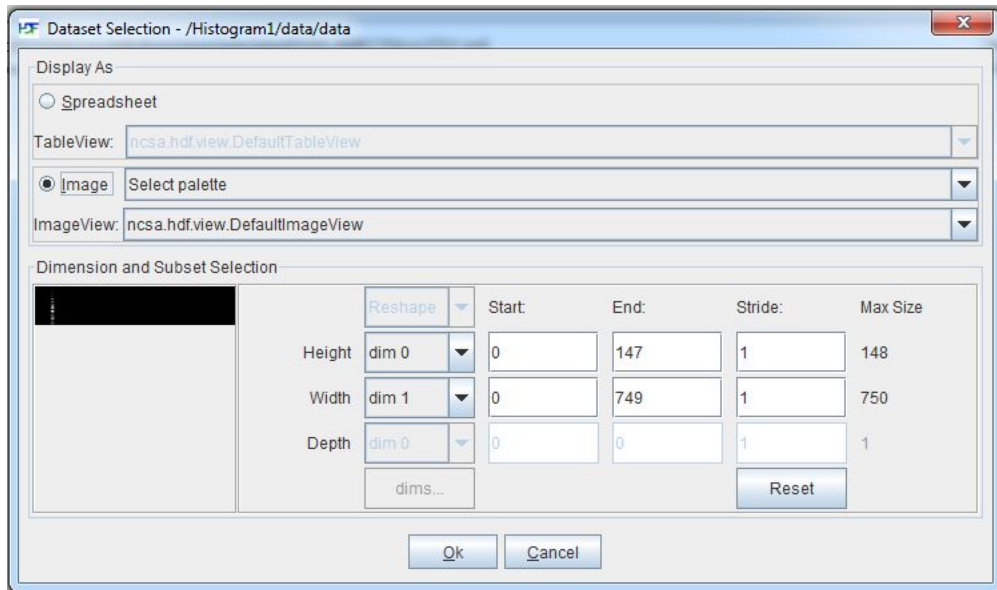 HDF Dataset Selection - /Histogram1/data/data
Display As
Spreadsheet
TableView: ncsa.hdf.view.DefaultTableView
Image Select palette
ImageView: ncsa.hdf.view.DefaultImageView
Dimension and Subset Selection
Reshape Start: End: Stride: Max Size
Height dim 0 0 147 1 148
Width dim 1 0 749 1 750
Depth dim 0 0 0 1 1
dims... Reset
Ok Cancel